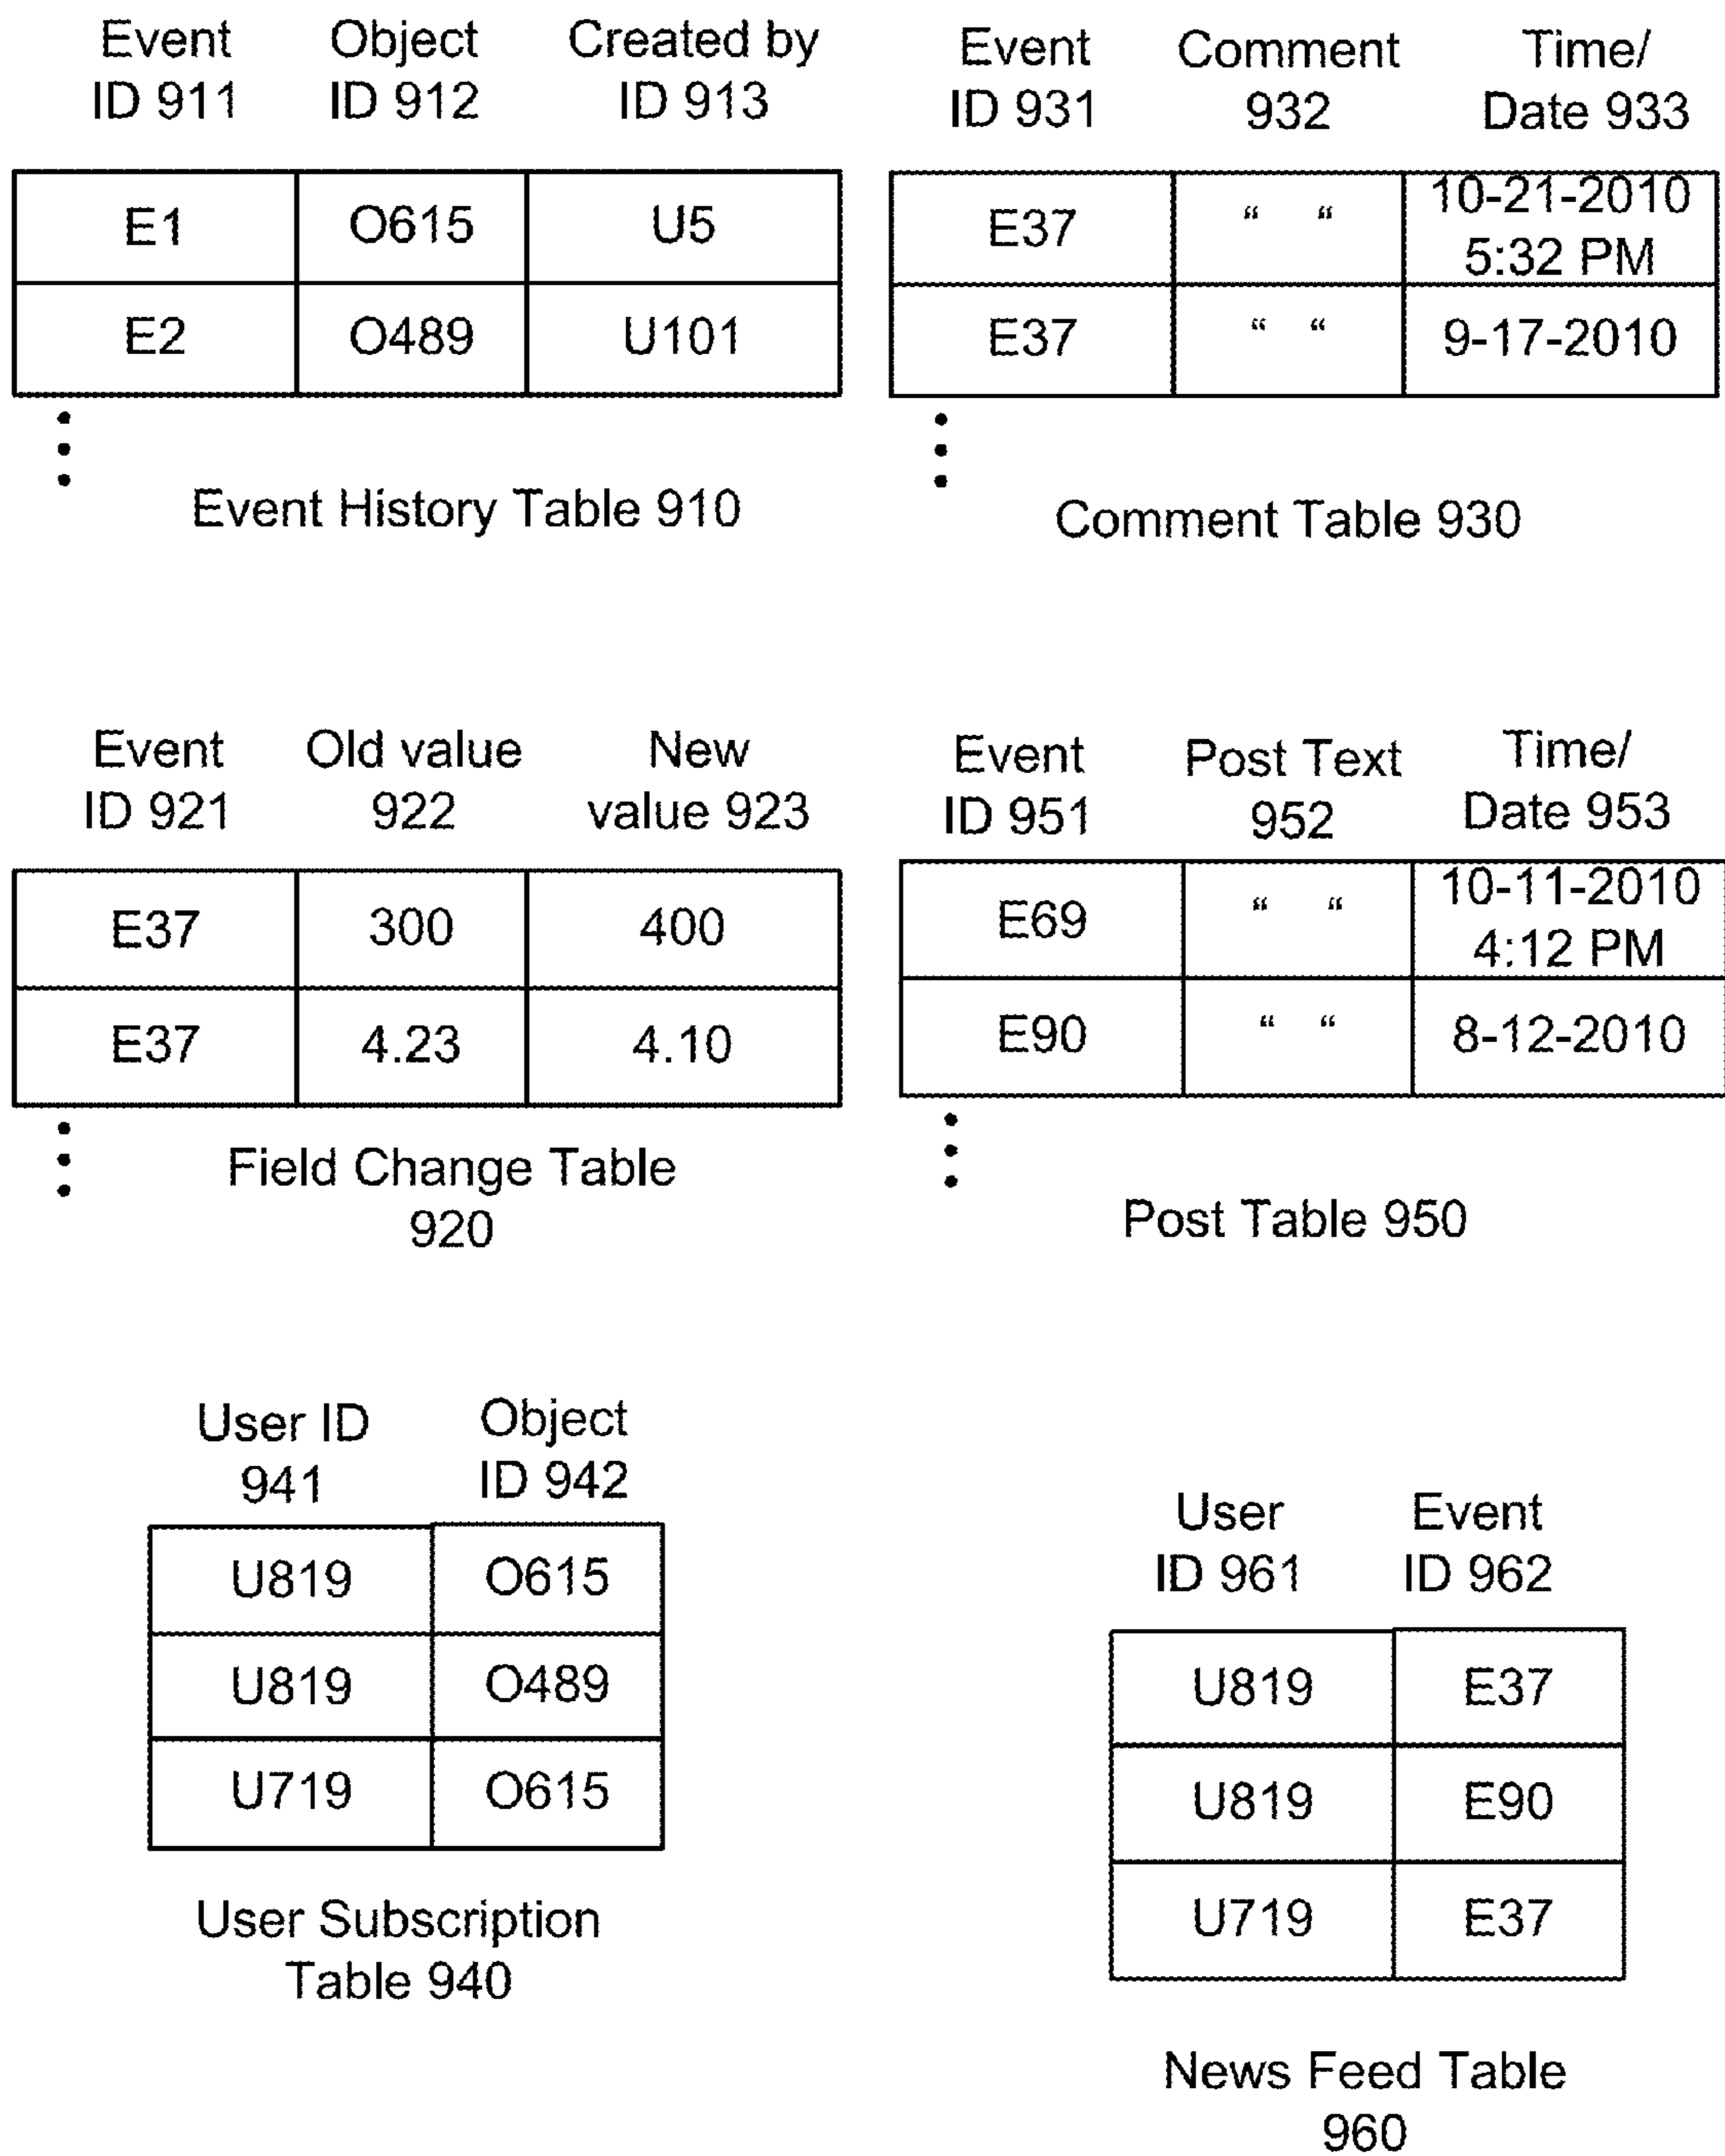 Event Object Created by
ID 911 ID 912 ID 913
E1 O615 U5
E2 O489 U101
Event History Table 910
Event Comment Time/
ID 931 932 Date 933
E37 “ “ 10-21-2010
5:32 PM
E37 “ “ 9-17-2010
Comment Table 930
Event Old value New
ID 921 922 value 923
E37 300 400
E37 4.23 4.10
Field Change Table
920
Event Post Text Time/
ID 951 952 Date 953
E69 “ “ 10-11-2010
4:12 PM
E90 “ “ 8-12-2010
Post Table 950
User ID Object
941 ID 942
U819 O615
U819 O489
U719 O615
User Subscription
Table 940
User Event
ID 961 ID 962
U819 E37
U819 E90
U719 E37
News Feed Table
960